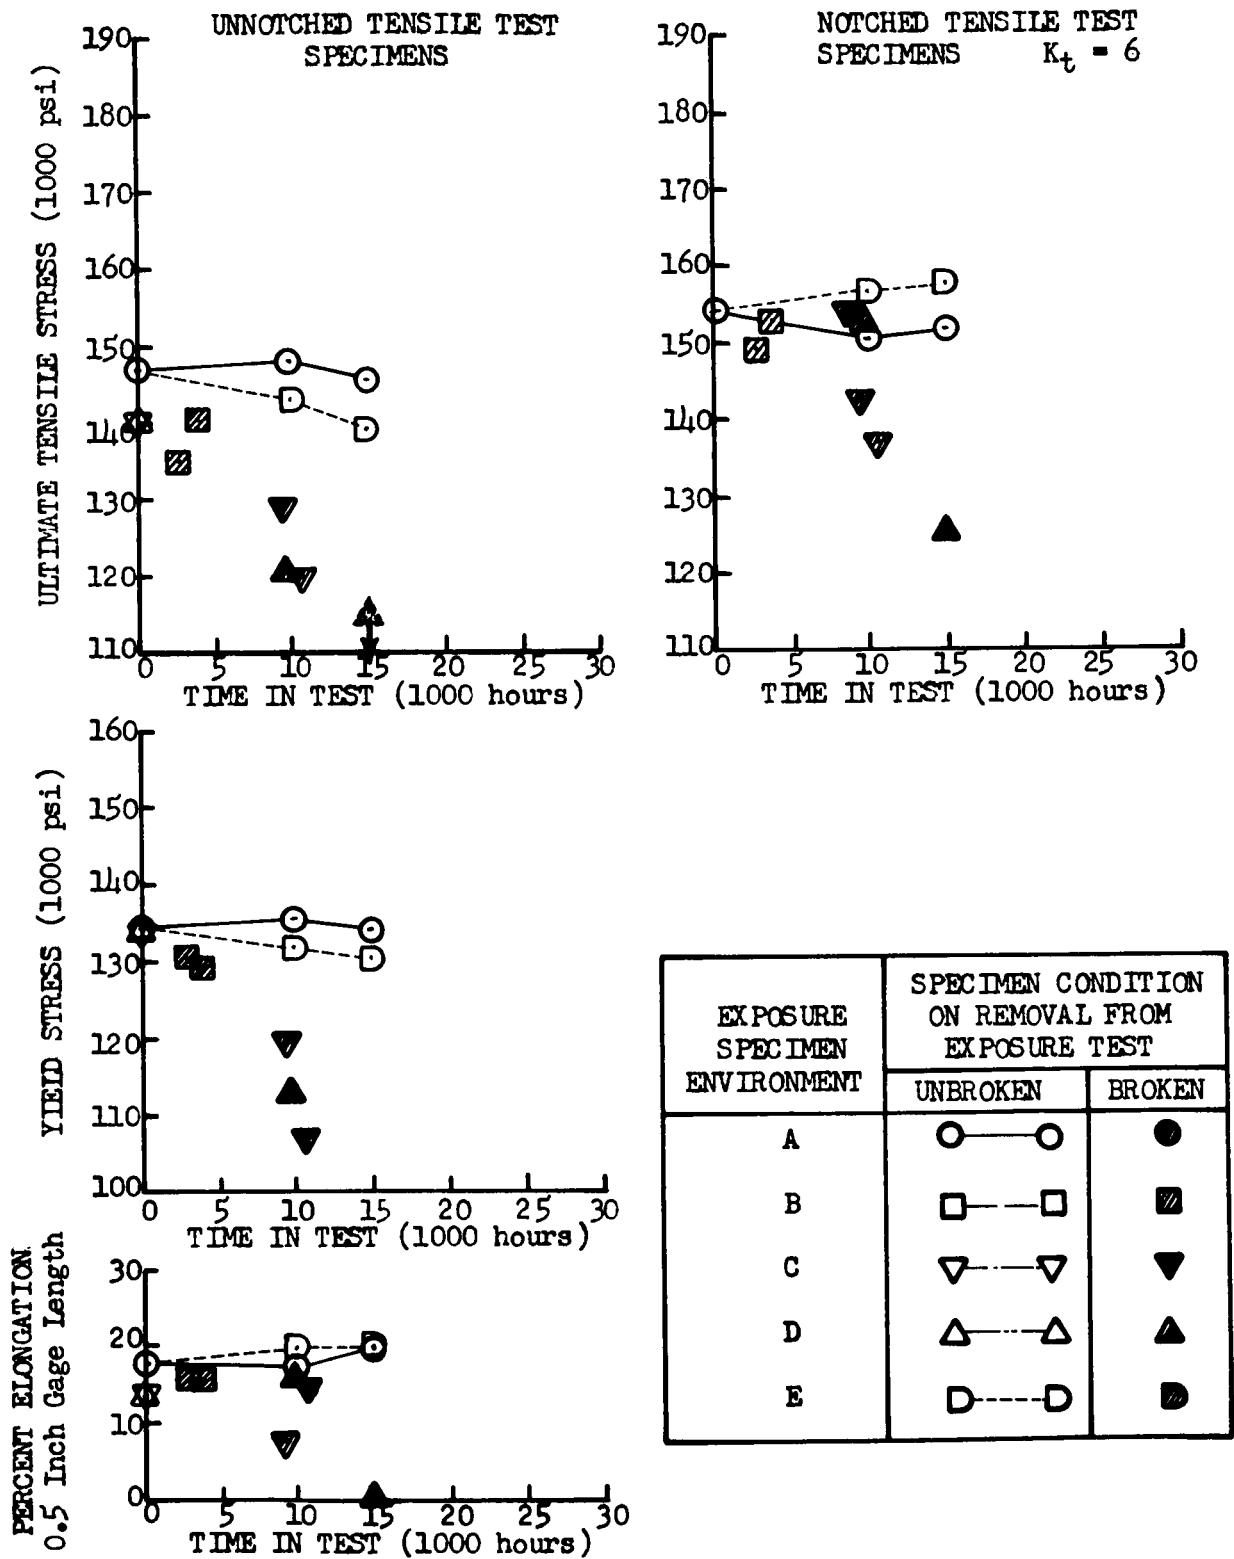 UNNOTCHED TENSILE TEST
SPECIMENS
ULTIMATE TENSILE STRESS (1000 psi)
190
180
170
160
150
140
130
120
110
0 5 10 15 20 25 30
TIME IN TEST (1000 hours)
NOTCHED TENSILE TEST
SPECIMENS Kt = 6
190
180
170
160
150
140
130
120
110
0 5 10 15 20 25 30
TIME IN TEST (1000 hours)
YIELD STRESS (1000 psi)
160
150
140
130
120
110
100
0 5 10 15 20 25 30
TIME IN TEST (1000 hours)
PERCENT ELONGATION
0.5 Inch Gage Length
30
20
10
0
0 5 10 15 20 25 30
TIME IN TEST (1000 hours)
EXPOSURE
SPECIMEN
ENVIRONMENT
SPECIMEN CONDITION
ON REMOVAL FROM
EXPOSURE TEST
UNBROKEN BROKEN
A
B
C
D
E